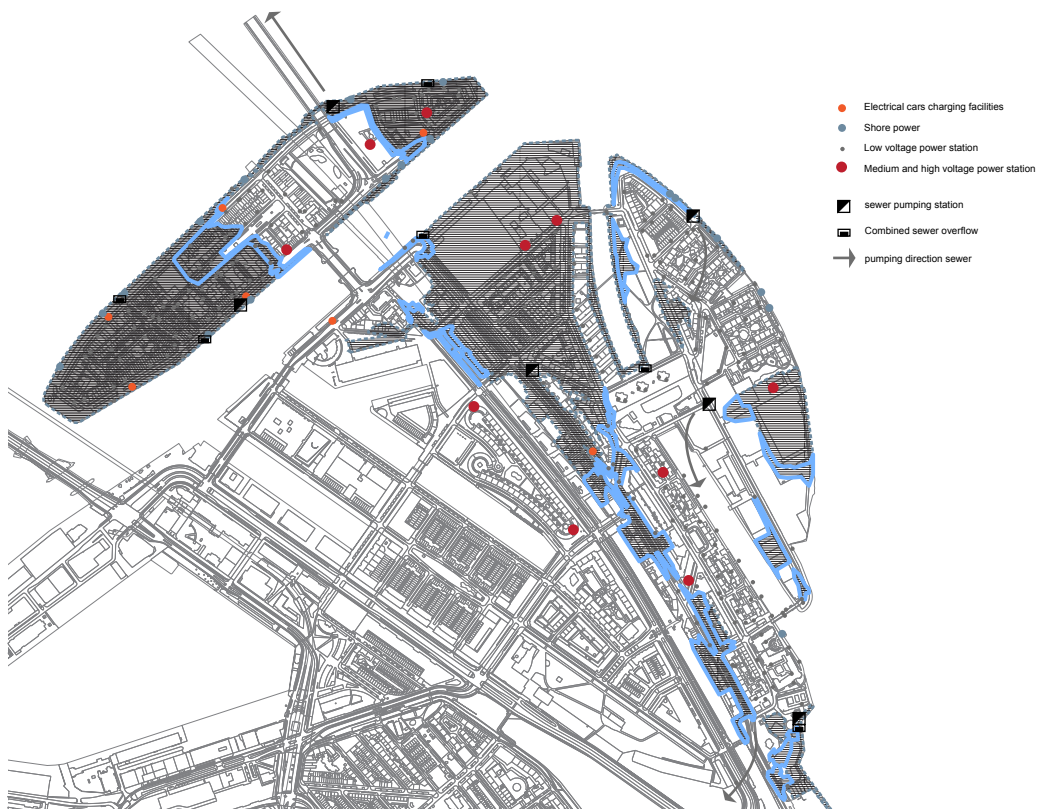 Electrical cars charging facilities
Shore power
Low voltage power station
Medium and high voltage power station
sewer pumping station
Combined sewer overflow
pumping direction sewer